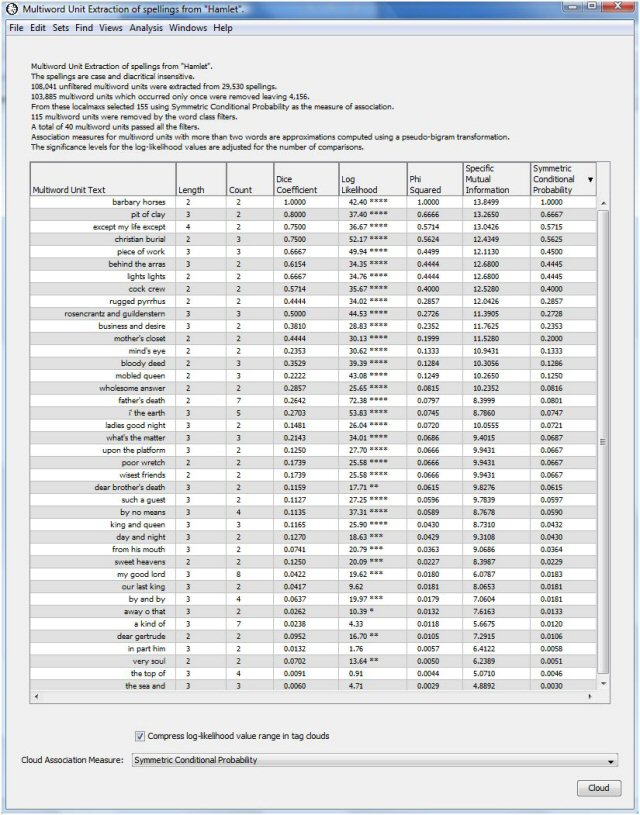 Multiword Unit Extraction of spellings from "Hamlet".
File Edit Sets Find Views Analysis Windows Help
Multiword Unit Extraction of spellings from "Hamlet".
The spellings are case and diacritical insensitive.
108,041 unfiltered multiword units were extracted from 29,530 spellings.
103,885 multiword units which occurred only once were removed leaving 4,156.
From these localmaxs selected 155 using Symmetric Conditional Probability as the measure of association.
115 multiword units were removed by the word class filters.
A total of 40 multiword units passed all the filters.
Association measures for multiword units with more than two words are approximations computed using a pseudo-bigram transformation.
The significance levels for the log-likelihood values are adjusted for the number of comparisons.
Multiword Unit Text Length Count Dice Coefficient Log Likelihood Phi Squared Specific Mutual Information Symmetric Conditional Probability ▼
barbary horses 2 2 1.0000 42.40 **** 1.0000 13.8499 1.0000
pit of clay 3 2 0.8000 37.40 **** 0.6666 13.2650 0.6667
except my life except 4 2 0.7500 36.67 **** 0.5714 13.0426 0.5715
christian burial 2 3 0.7500 52.17 **** 0.5624 12.4349 0.5625
piece of work 3 3 0.6667 49.94 **** 0.4499 12.1130 0.4500
behind the arras 3 2 0.6154 34.35 **** 0.4444 12.6800 0.4445
lights lights 2 2 0.6667 34.76 **** 0.4444 12.6800 0.4445
cock crew 2 2 0.5714 35.67 **** 0.4000 12.5280 0.4000
rugged pyrrhus 2 2 0.4444 34.02 **** 0.2857 12.0426 0.2857
rosencrantz and guildenstern 3 3 0.5000 44.53 **** 0.2726 11.3905 0.2728
business and desire 3 2 0.3810 28.83 **** 0.2352 11.7625 0.2353
mother's closet 2 2 0.4444 30.13 **** 0.1999 11.5280 0.2000
mind's eye 2 2 0.2353 30.62 **** 0.1333 10.9431 0.1333
bloody deed 2 3 0.3529 39.39 **** 0.1284 10.3056 0.1286
mobled queen 2 3 0.2222 43.08 **** 0.1249 10.2650 0.1250
wholesome answer 2 2 0.2857 25.65 **** 0.0815 10.2352 0.0816
father's death 2 7 0.2642 72.38 **** 0.0797 8.3999 0.0801
i' the earth 3 5 0.2703 53.83 **** 0.0745 8.7860 0.0747
ladies good night 3 2 0.1481 26.04 **** 0.0720 10.0555 0.0721
what's the matter 3 3 0.2143 34.01 **** 0.0686 9.4015 0.0687
upon the platform 3 2 0.1250 27.70 **** 0.0666 9.9431 0.0667
poor wretch 2 2 0.1739 25.58 **** 0.0666 9.9431 0.0667
wisest friends 2 2 0.1739 25.58 **** 0.0666 9.9431 0.0667
dear brother's death 3 2 0.1159 17.71 ** 0.0615 9.8276 0.0615
such a guest 3 2 0.1127 27.25 **** 0.0596 9.7839 0.0597
by no means 3 4 0.1135 37.31 **** 0.0589 8.7678 0.0590
king and queen 3 3 0.1165 25.90 **** 0.0430 8.7310 0.0432
day and night 3 2 0.1270 18.63 *** 0.0429 9.3108 0.0430
from his mouth 3 2 0.0741 20.79 *** 0.0363 9.0686 0.0364
sweet heavens 2 2 0.1250 20.09 *** 0.0227 8.3987 0.0229
my good lord 3 8 0.0422 19.62 *** 0.0180 6.0787 0.0183
our last king 3 2 0.0417 9.62 0.0181 8.0653 0.0181
by and by 3 4 0.0637 19.97 *** 0.0179 7.0604 0.0181
away o that 3 2 0.0262 10.39 * 0.0132 7.6163 0.0133
a kind of 3 7 0.0238 4.33 0.0118 5.6675 0.0120
dear gertrude 2 2 0.0952 16.70 ** 0.0105 7.2915 0.0106
in part him 3 2 0.0132 1.76 0.0057 6.4122 0.0058
very soul 2 2 0.0702 13.64 ** 0.0050 6.2389 0.0051
the top of 3 4 0.0091 0.91 0.0044 5.0710 0.0046
the sea and 3 3 0.0060 4.71 0.0029 4.8892 0.0030
Compress log-likelihood value range in tag clouds
Cloud Association Measure: Symmetric Conditional Probability
Cloud